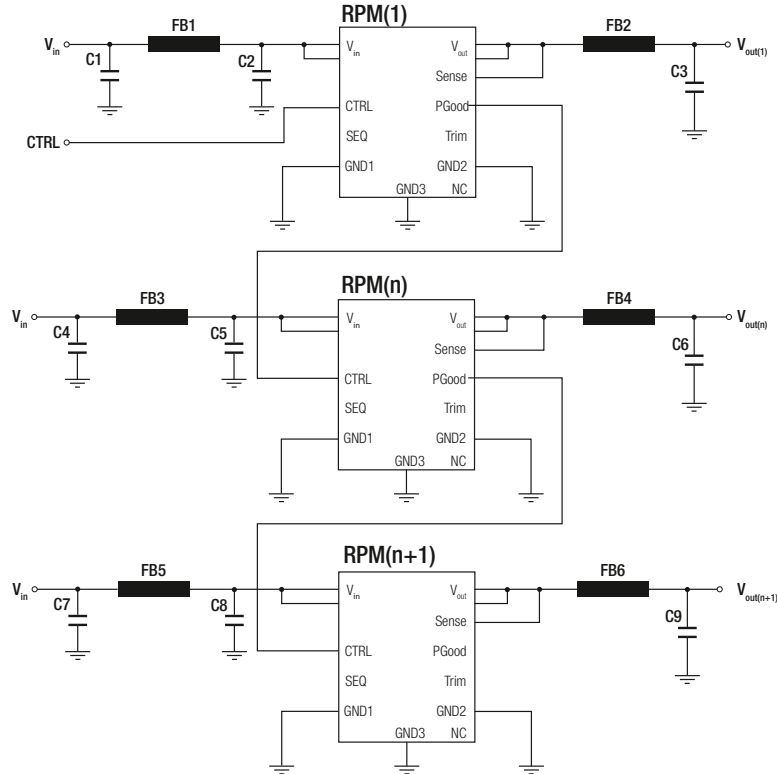 RPM(1)
Vin
FB1
C1
C2
Vin
Vout
FB2
Vout(1)
Sense
C3
CTRL
PGood
CTRL
SEQ
Trim
GND1
GND2
GND3
NC
RPM(n)
Vin
FB3
C4
C5
Vin
Vout
FB4
Vout(n)
Sense
C6
CTRL
PGood
SEQ
Trim
GND1
GND2
GND3
NC
RPM(n+1)
Vin
FB5
C7
C8
Vin
Vout
FB6
Vout(n+1)
Sense
C9
CTRL
PGood
SEQ
Trim
GND1
GND2
GND3
NC